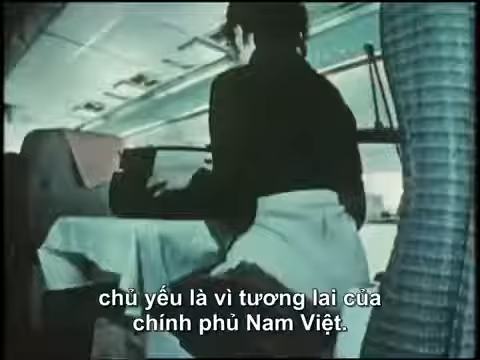 chủ yếu là vì tương lai của
chính phủ Nam Việt.